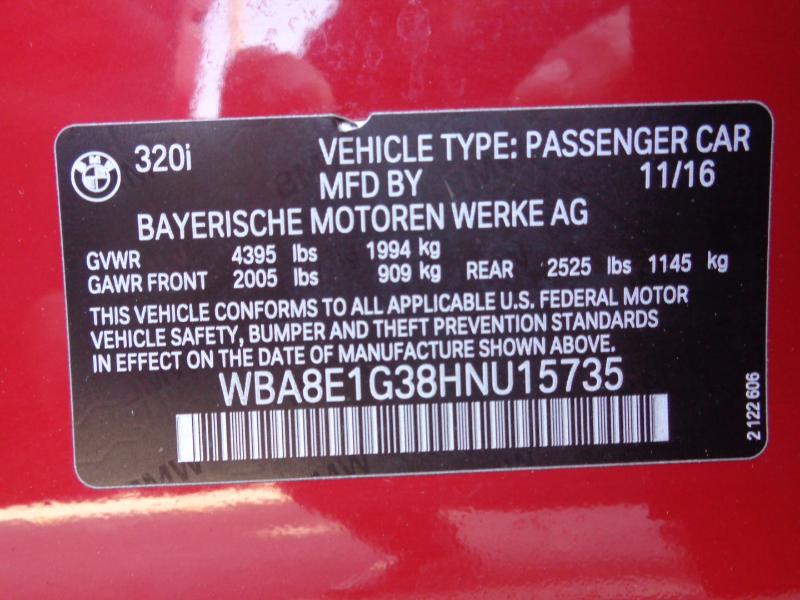 BMW 320i VEHICLE TYPE: PASSENGER CAR
MFD BY 11/16
BAYERISCHE MOTOREN WERKE AG
GVWR 4395 lbs 1994 kg
GAWR FRONT 2005 lbs 909 kg REAR 2525 lbs 1145 kg
THIS VEHICLE CONFORMS TO ALL APPLICABLE U.S. FEDERAL MOTOR
VEHICLE SAFETY, BUMPER AND THEFT PREVENTION STANDARDS
IN EFFECT ON THE DATE OF MANUFACTURE SHOWN ABOVE.
WBA8E1G38HNU15735
2 122 606